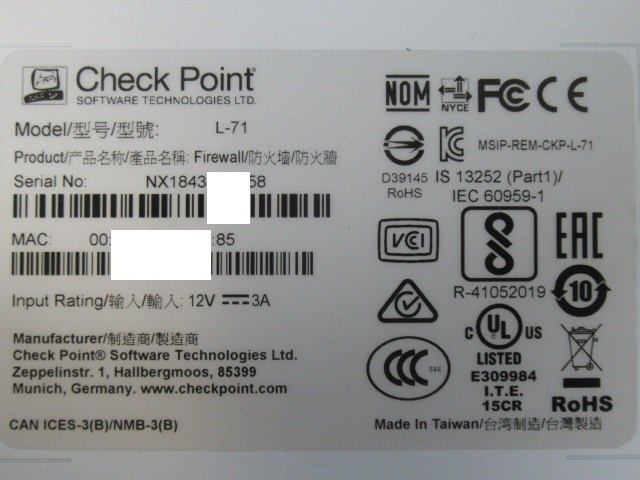 Check Point
SOFTWARE TECHNOLOGIES LTD.
Model/型号/型號: L-71
Product/产品名称/產品名稱: Firewall/防火墙/防火牆
Serial No: NX1843 58
MAC: 00: :85
Input Rating/输入/輸入: 12V 3A
Manufacturer/制造商/製造商
Check Point® Software Technologies Ltd.
Zeppelinstr. 1, Hallbergmoos, 85399
Munich, Germany. www.checkpoint.com
CAN ICES-3(B)/NMB-3(B)
NOM
NYCE
FC CE
MSIP-REM-CKP-L-71
D39145
RoHS
IS 13252 (Part1)/
IEC 60959-1
VCI
R-41052019
EAC
10
C UL US
LISTED
E309984
I.T.E.
15CR
CCC
S&E
RoHS
Made In Taiwan/台湾制造/台灣製造